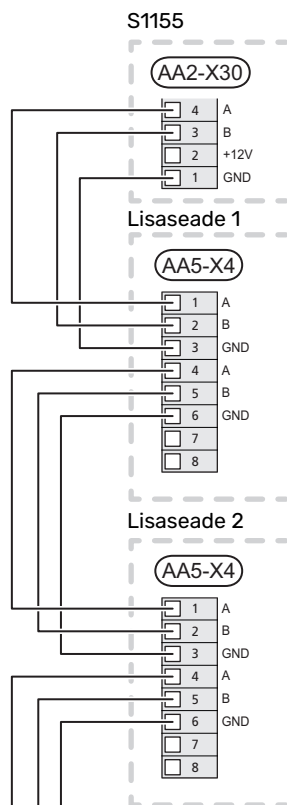 S1155
AA2-X30
4 A
3 B
2 +12V
1 GND
Lisaseade 1
AA5-X4
1 A
2 B
3 GND
4 A
5 B
6 GND
7
8
Lisaseade 2
AA5-X4
1 A
2 B
3 GND
4 A
5 B
6 GND
7
8